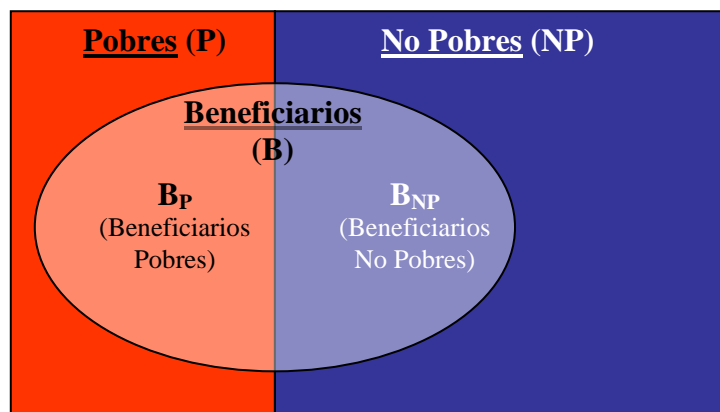 Pobres (P)
No Pobres (NP)
Beneficiarios
(B)
BP
(Beneficiarios
Pobres)
BNP
(Beneficiarios
No Pobres)